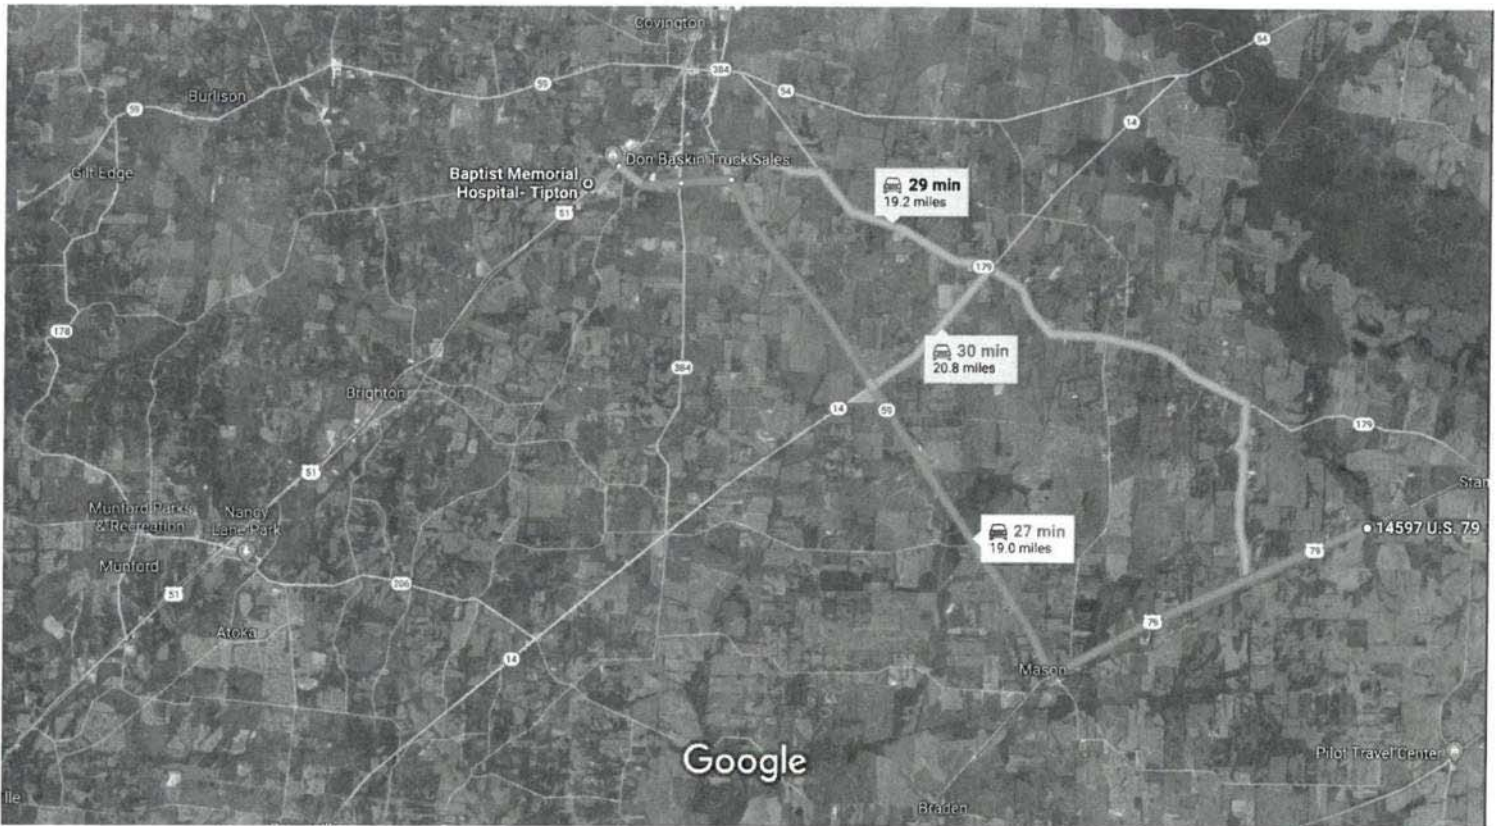 Covington
54
384
59
54
Burlison
59
14
Don Baskin Truck Sales
Gilt Edge
Baptist Memorial
Hospital- Tipton
29 min
19.2 miles
51
179
178
30 min
20.8 miles
384
Brighton
14
59
179
51
Munford Parks
& Recreation
Nancy
Lane Park
27 min
19.0 miles
14597 U.S. 79
79
Munford
206
51
79
Atoka
14
Mason
Google
Pilot Travel Center
Braden